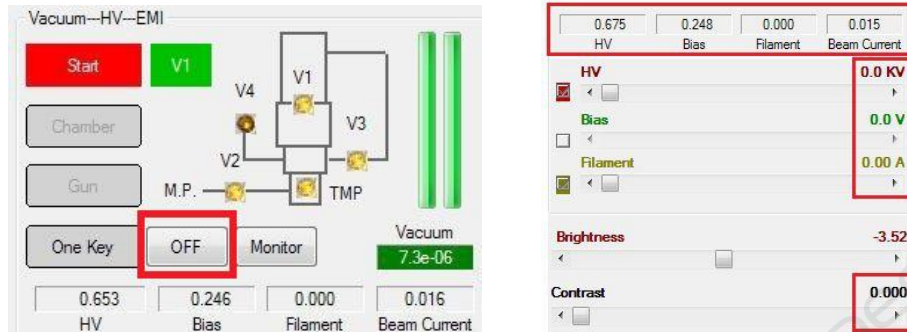 Vacuum---HV---EMI
Start
V1
V1
V4
Chamber
V3
V2
Gun
M.P.
TMP
One Key
OFF
Monitor
Vacuum
7.3e-06
0.653 0.246 0.000 0.016
HV Bias Filament Beam Current
0.675 0.248 0.000 0.015
HV Bias Filament Beam Current
HV 0.0 KV
Bias 0.0 V
Filament 0.00 A
Brightness -3.52
Contrast 0.000